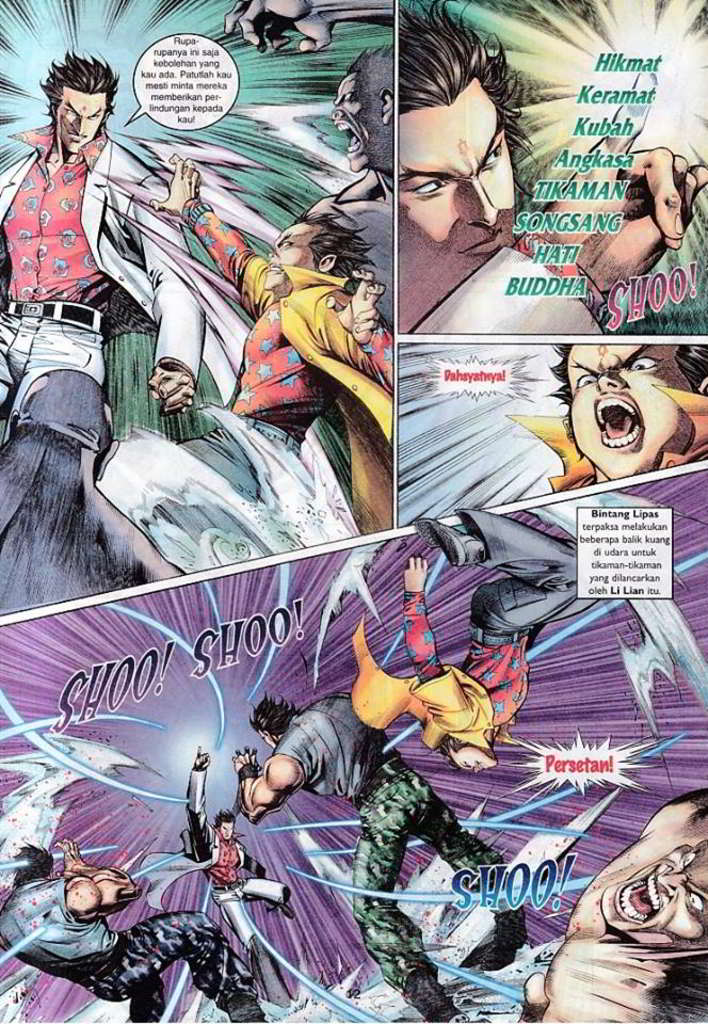 Rupa-
rupanya ini saja
kebolehan yang
kau ada. Patutlah kau
mesti minta mereka
memberikan per-
lindungan kepada
kau!
Hikmat
Keramat
Kubah
Angkasa
TIKAMAN
SONGSANG
HATI
BUDDHA
SHOO!
Dahsyatnya!
Bintang Lipas
terpaksa melakukan
beberapa balik kuang
di udara untuk
tikaman-tikaman
yang dilancarkan
oleh Li Lian itu.
SHOO! SHOO!
Persetan!
SHOO!